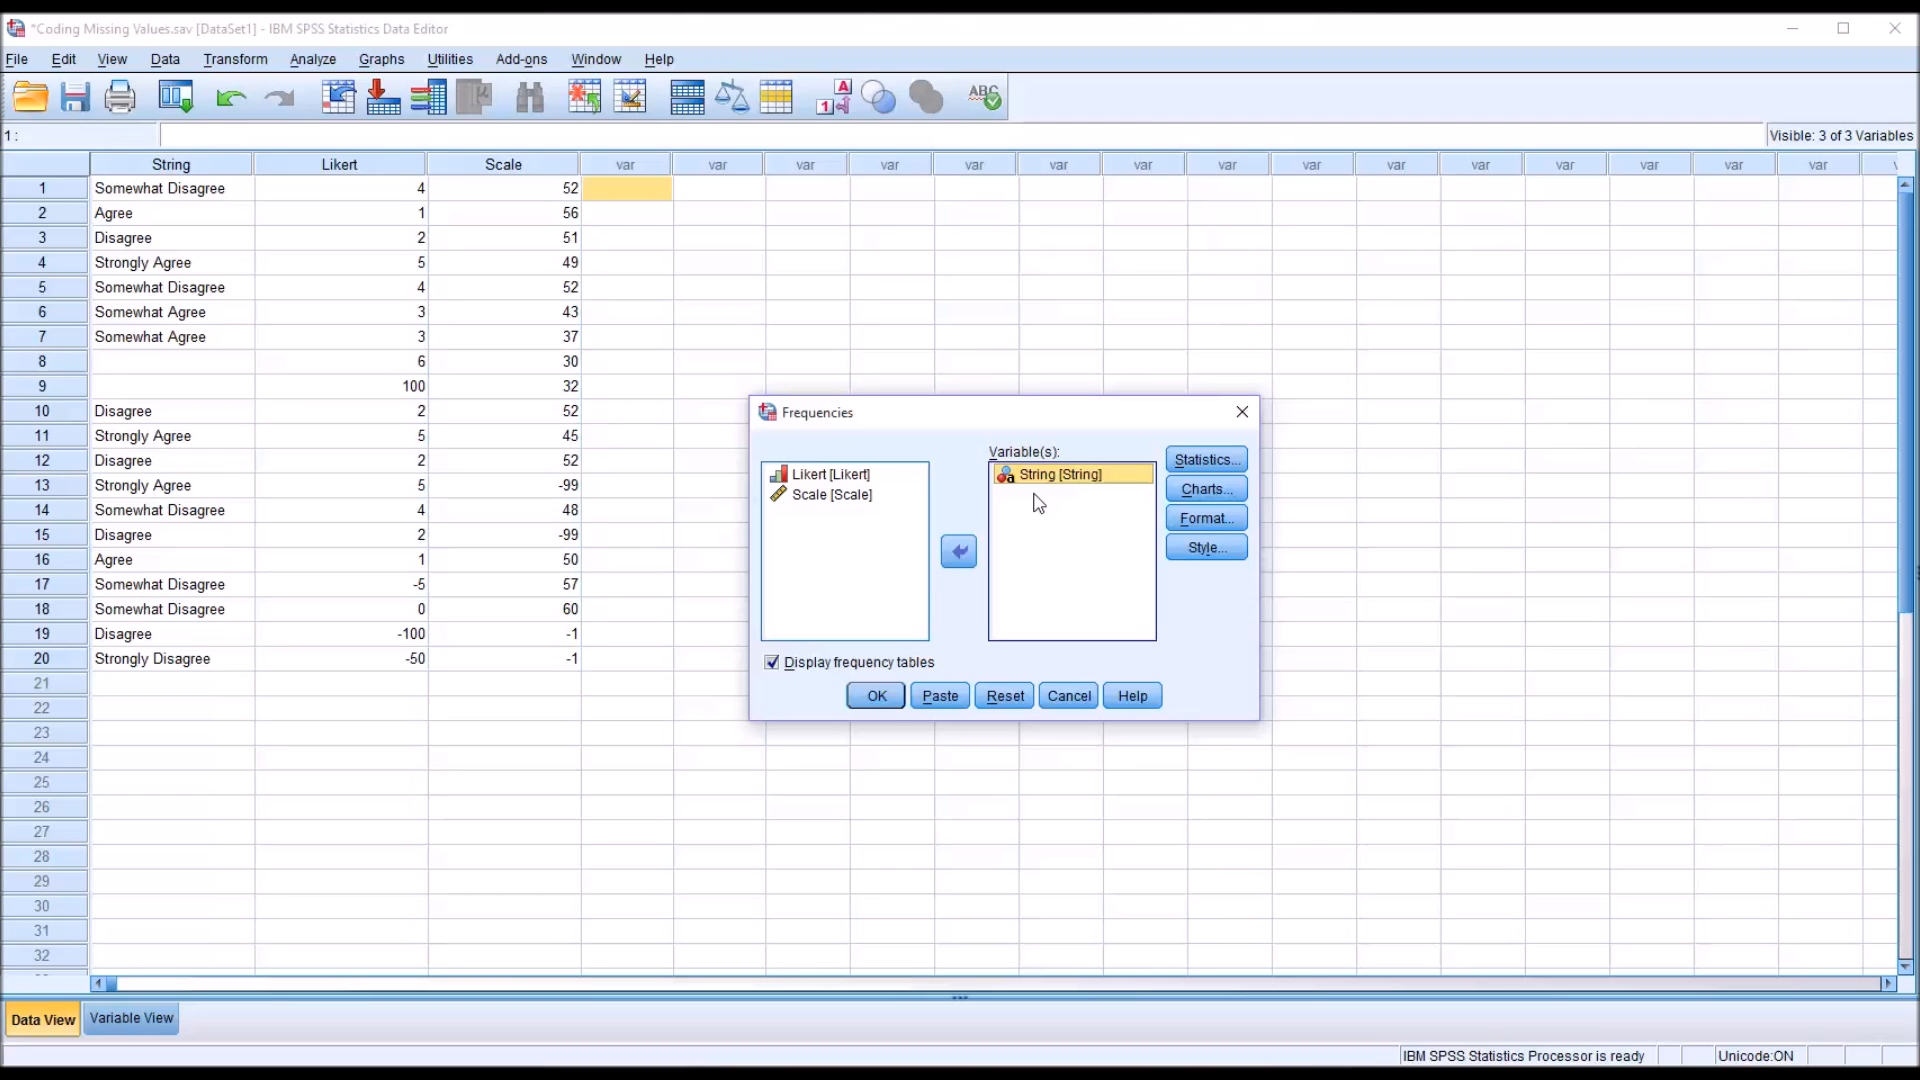 *Coding Missing Values.sav [DataSet1] - IBM SPSS Statistics Data Editor
File Edit View Data Transform Analyze Graphs Utilities Add-ons Window Help
1 A ABC
1 : Visible: 3 of 3 Variables
String Likert Scale var var var var var var var var var var var var var var var
1 Somewhat Disagree 4 52
2 Agree 1 56
3 Disagree 2 51
4 Strongly Agree 5 49
5 Somewhat Disagree 4 52
6 Somewhat Agree 3 43
7 Somewhat Agree 3 37
8 6 30
9 100 32
10 Disagree 2 52
11 Strongly Agree 5 45
12 Disagree 2 52
13 Strongly Agree 5 -99
14 Somewhat Disagree 4 48
15 Disagree 2 -99
16 Agree 1 50
17 Somewhat Disagree -5 57
18 Somewhat Disagree 0 60
19 Disagree -100 -1
20 Strongly Disagree -50 -1
21
22
23
24
25
26
27
28
29
30
31
32
Frequencies
Variable(s):
Likert [Likert]
Scale [Scale]
String [String]
Statistics...
Charts...
Format...
Style...
Display frequency tables
OK Paste Reset Cancel Help
Data View Variable View
IBM SPSS Statistics Processor is ready Unicode:ON